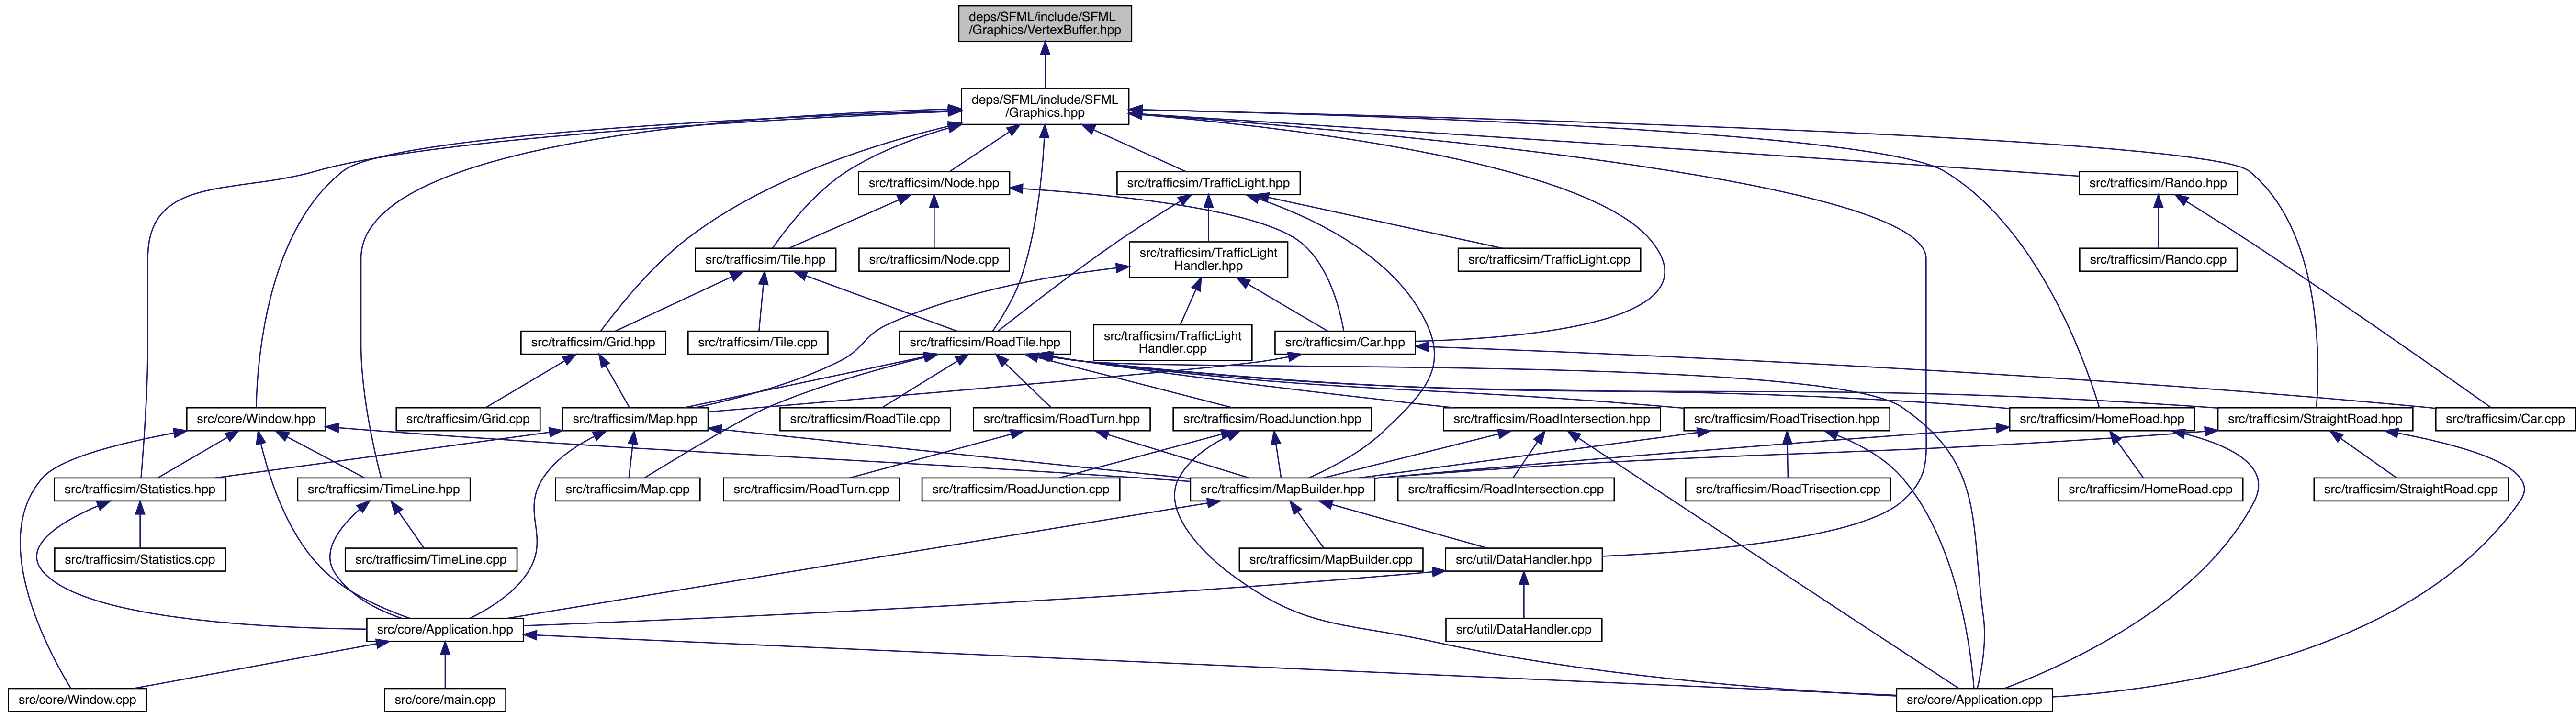 deps/SFML/include/SFML
/Graphics/VertexBuffer.hpp
deps/SFML/include/SFML
/Graphics.hpp
src/trafficsim/Node.hpp
src/trafficsim/TrafficLight.hpp
src/trafficsim/Rando.hpp
src/trafficsim/Tile.hpp
src/trafficsim/Node.cpp
src/trafficsim/TrafficLight
Handler.hpp
src/trafficsim/TrafficLight.cpp
src/trafficsim/Rando.cpp
src/trafficsim/Grid.hpp
src/trafficsim/Tile.cpp
src/trafficsim/RoadTile.hpp
src/trafficsim/TrafficLight
Handler.cpp
src/trafficsim/Car.hpp
src/core/Window.hpp
src/trafficsim/Grid.cpp
src/trafficsim/Map.hpp
src/trafficsim/RoadTile.cpp
src/trafficsim/RoadTurn.hpp
src/trafficsim/RoadJunction.hpp
src/trafficsim/RoadIntersection.hpp
src/trafficsim/RoadTrisection.hpp
src/trafficsim/HomeRoad.hpp
src/trafficsim/StraightRoad.hpp
src/trafficsim/Car.cpp
src/trafficsim/Statistics.hpp
src/trafficsim/TimeLine.hpp
src/trafficsim/Map.cpp
src/trafficsim/RoadTurn.cpp
src/trafficsim/RoadJunction.cpp
src/trafficsim/MapBuilder.hpp
src/trafficsim/RoadIntersection.cpp
src/trafficsim/RoadTrisection.cpp
src/trafficsim/HomeRoad.cpp
src/trafficsim/StraightRoad.cpp
src/trafficsim/Statistics.cpp
src/trafficsim/TimeLine.cpp
src/trafficsim/MapBuilder.cpp
src/util/DataHandler.hpp
src/core/Application.hpp
src/util/DataHandler.cpp
src/core/Window.cpp
src/core/main.cpp
src/core/Application.cpp